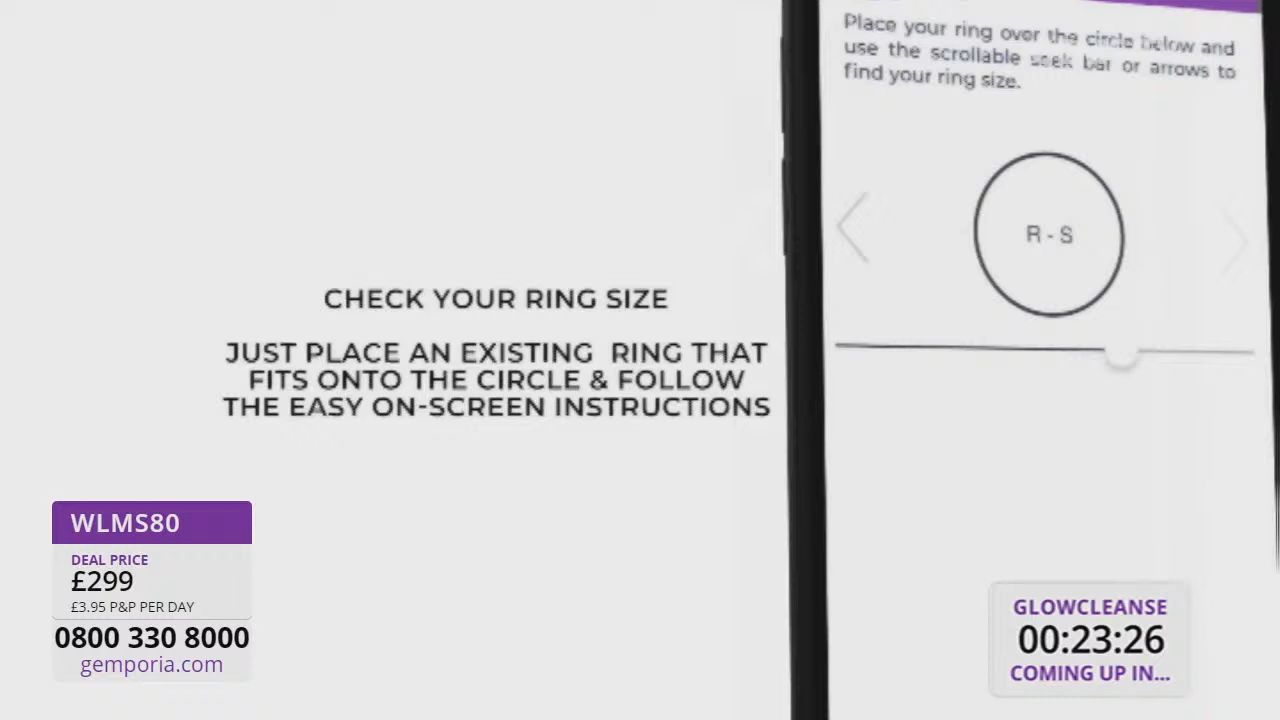 Place your ring over the circle below and
use the scrollable seek bar or arrows to
find your ring size.
R - S
CHECK YOUR RING SIZE
JUST PLACE AN EXISTING RING THAT
FITS ONTO THE CIRCLE & FOLLOW
THE EASY ON-SCREEN INSTRUCTIONS
WLMS80
DEAL PRICE
£299
£3.95 P&P PER DAY
0800 330 8000
gemporia.com
GLOWCLEANSE
00:23:26
COMING UP IN...